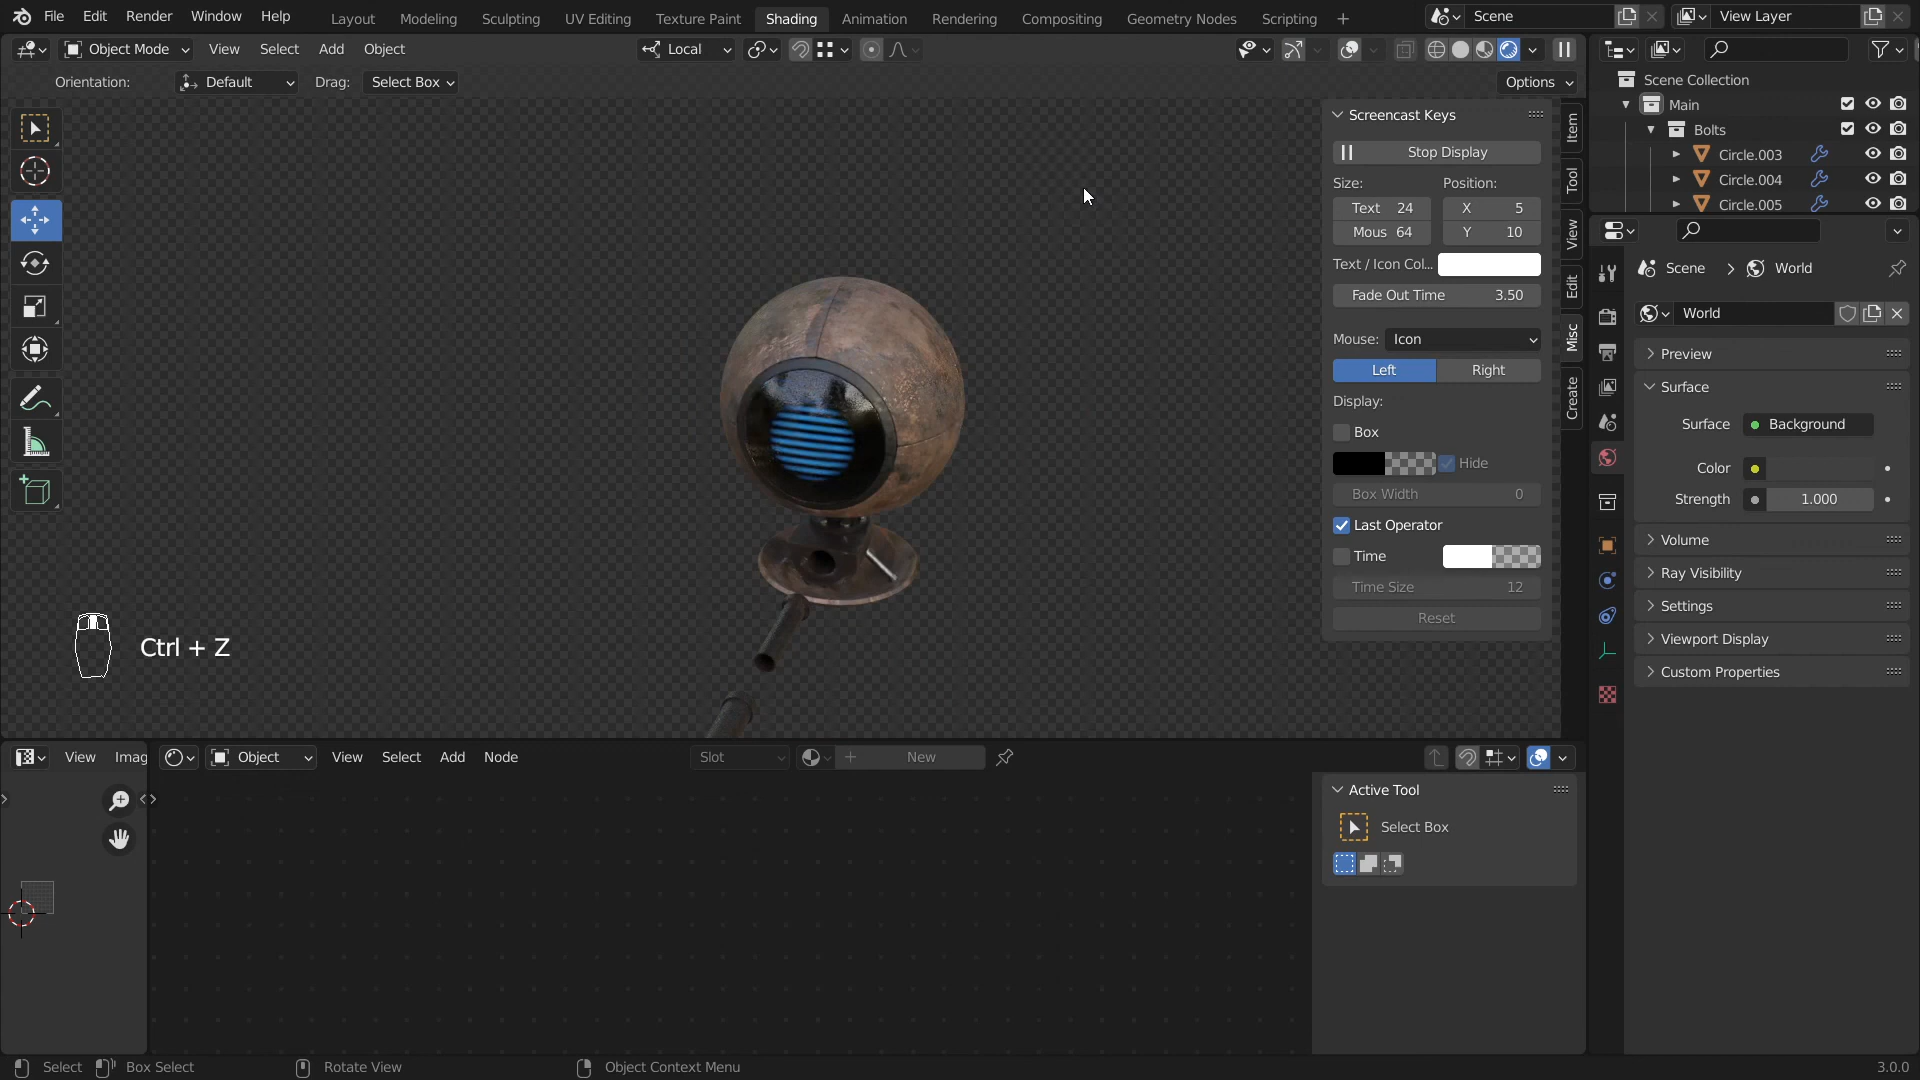 File Edit Render Window Help Layout Modeling Sculpting UV Editing Texture Paint Shading Animation Rendering Compositing Geometry Nodes Scripting + Scene View Layer
Object Mode View Select Add Object Local
Orientation: Default Drag: Select Box Options
Scene Collection
Main
Bolts
Circle.003
Circle.004
Circle.005
Screencast Keys
Stop Display
Size: Position:
Text 24 X 5
Mous 64 Y 10
Text / Icon Col...
Fade Out Time 3.50
Mouse: Icon
Left Right
Display:
Box
Hide
Box Width 0
Last Operator
Time
Time Size 12
Reset
Item
Tool
View
Edit
Misc
Create
Scene > World
World
Preview
Surface
Surface Background
Color
Strength 1.000
Volume
Ray Visibility
Settings
Viewport Display
Custom Properties
Ctrl + Z
View Imag
Object View Select Add Node Slot + New
Active Tool
Select Box
Select Box Select Rotate View Object Context Menu 3.0.0